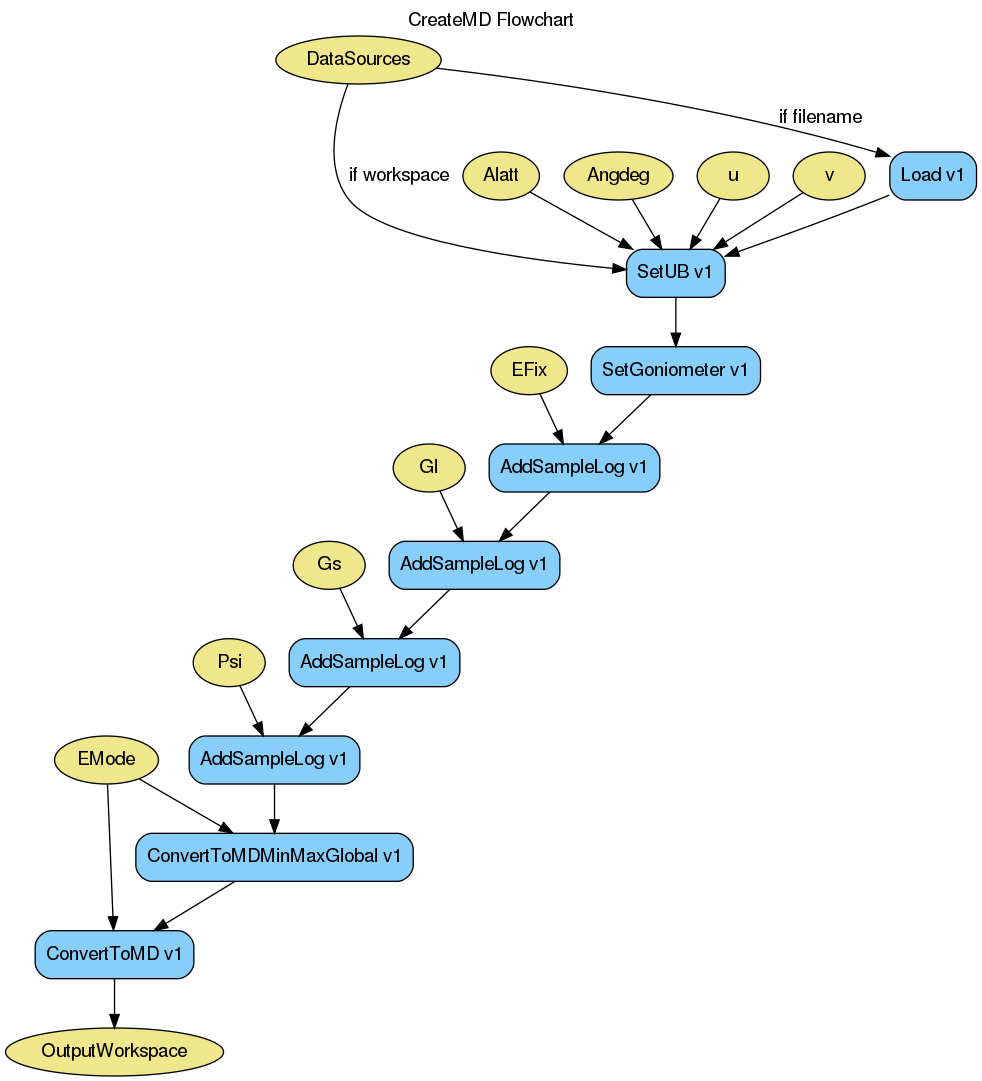 CreateMD Flowchart
DataSources
if filename
if workspace
Alatt
Angdeg
u
v
Load v1
SetUB v1
EFix
SetGoniometer v1
Gl
AddSampleLog v1
Gs
AddSampleLog v1
Psi
AddSampleLog v1
EMode
AddSampleLog v1
ConvertToMDMinMaxGlobal v1
ConvertToMD v1
OutputWorkspace